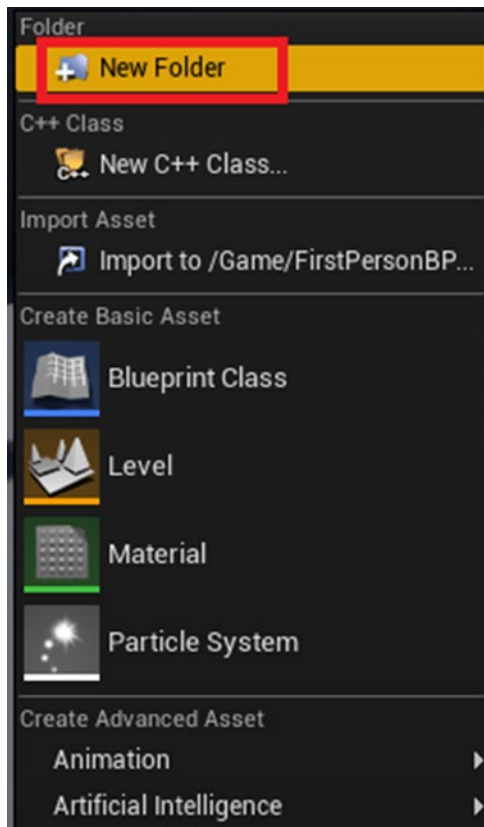 Folder
New Folder
C++ Class
C++
New C++ Class...
Import Asset
Import to /Game/FirstPersonBP...
Create Basic Asset
Blueprint Class
Level
Material
Particle System
Create Advanced Asset
Animation
Artificial Intelligence